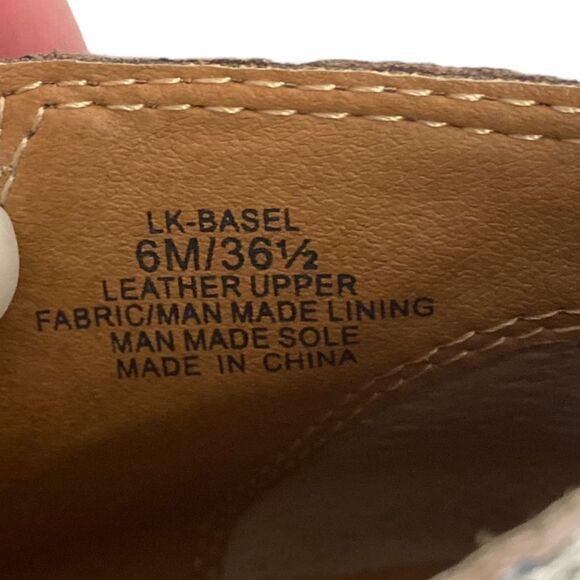 LK-BASEL
6M/36½
LEATHER UPPER
FABRIC/MAN MADE LINING
MAN MADE SOLE
MADE IN CHINA